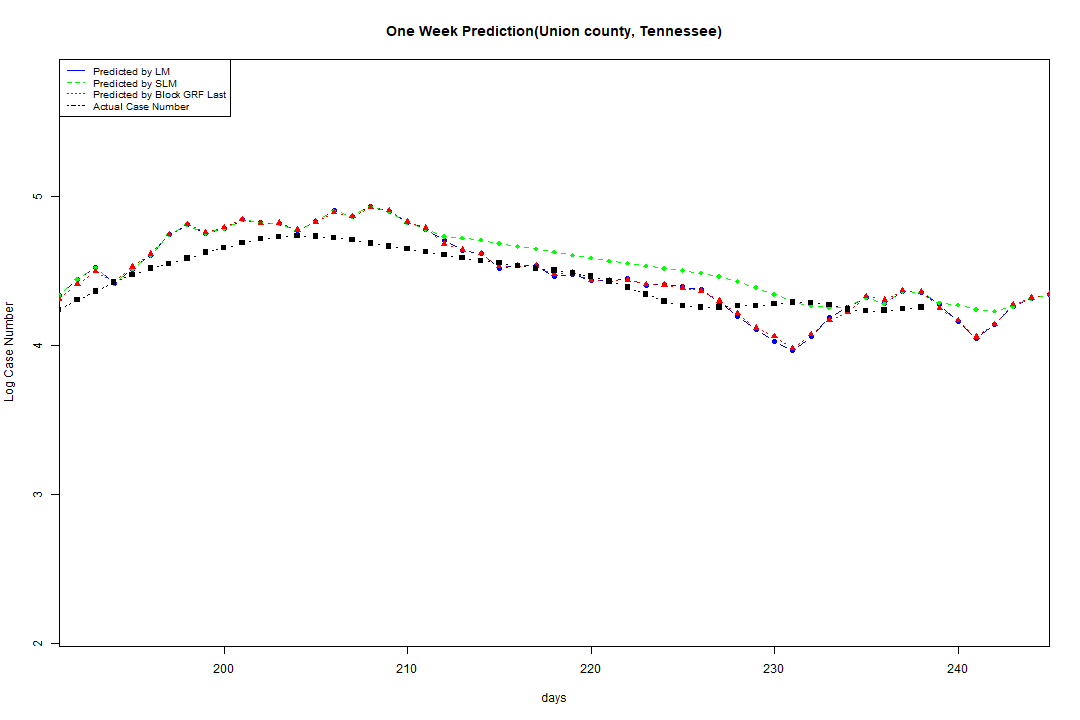 One Week Prediction(Union county, Tennessee)
Predicted by LM
Predicted by SLM
Predicted by Block GRF Last
Actual Case Number
5
4
3
2
Log Case Number
200 210 220 230 240
days